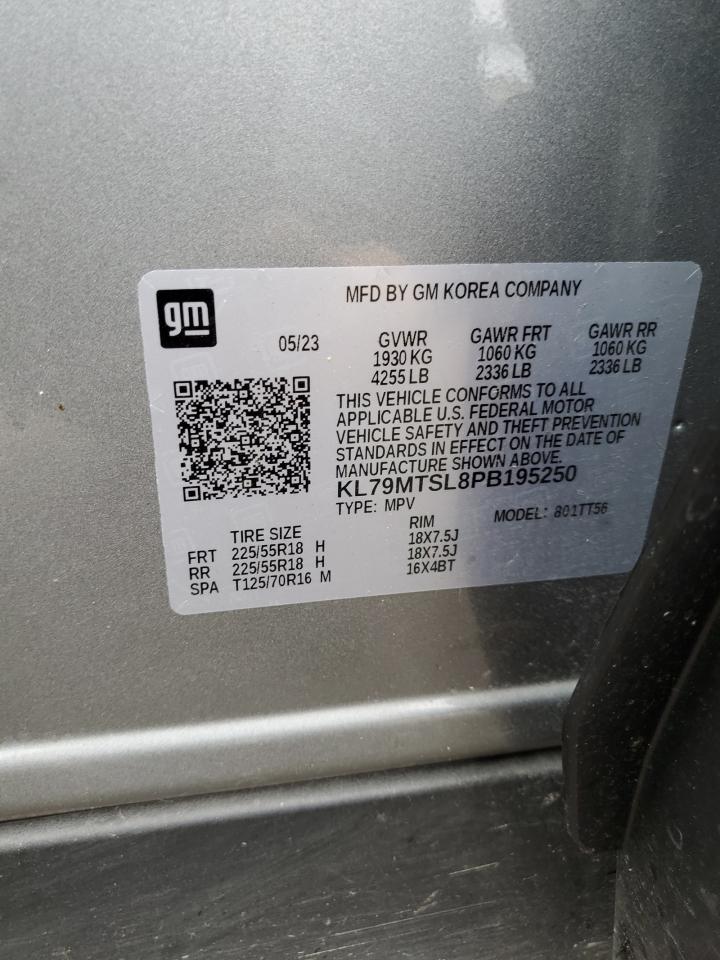 gm
MFD BY GM KOREA COMPANY
05/23
GVWR GAWR FRT GAWR RR
1930 KG 1060 KG 1060 KG
4255 LB 2336 LB 2336 LB
THIS VEHICLE CONFORMS TO ALL
APPLICABLE U.S. FEDERAL MOTOR
VEHICLE SAFETY AND THEFT PREVENTION
STANDARDS IN EFFECT ON THE DATE OF
MANUFACTURE SHOWN ABOVE.
KL79MTSL8PB195250
TYPE: MPV MODEL: 801TT56
TIRE SIZE RIM
FRT 225/55R18 H 18X7.5J
RR 225/55R18 H 18X7.5J
SPA T125/70R16 M 16X4BT